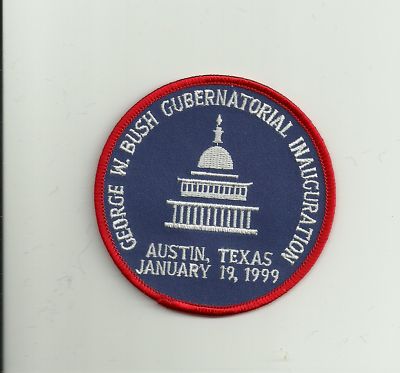 GEORGE W. BUSH GUBERNATORIAL INAUGURATION
AUSTIN, TEXAS
JANUARY 19, 1999